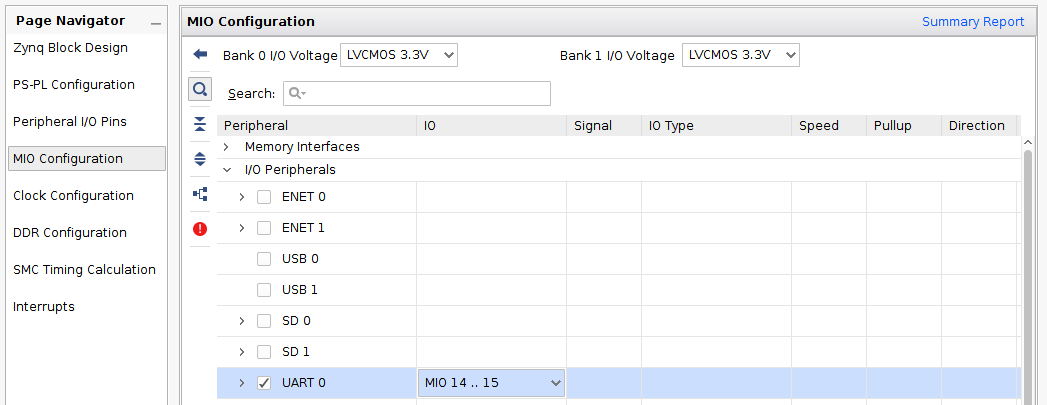 Page Navigator
Zynq Block Design
PS-PL Configuration
Peripheral I/O Pins
MIO Configuration
Clock Configuration
DDR Configuration
SMC Timing Calculation
Interrupts
MIO Configuration Summary Report
Bank 0 I/O Voltage LVCMOS 3.3V Bank 1 I/O Voltage LVCMOS 3.3V
Search:
Peripheral IO Signal IO Type Speed Pullup Direction
Memory Interfaces
I/O Peripherals
ENET 0
ENET 1
USB 0
USB 1
SD 0
SD 1
UART 0 MIO 14 .. 15